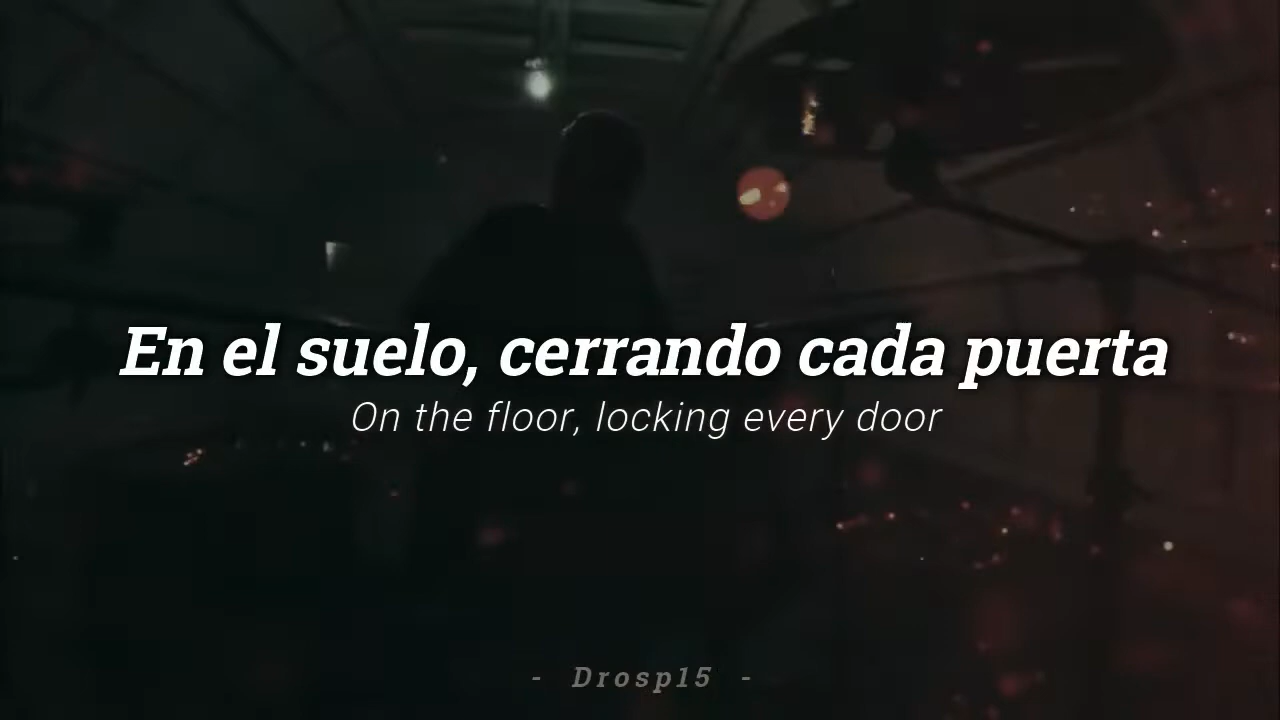 En el suelo, cerrando cada puerta
On the floor, locking every door
- Drosp15 -